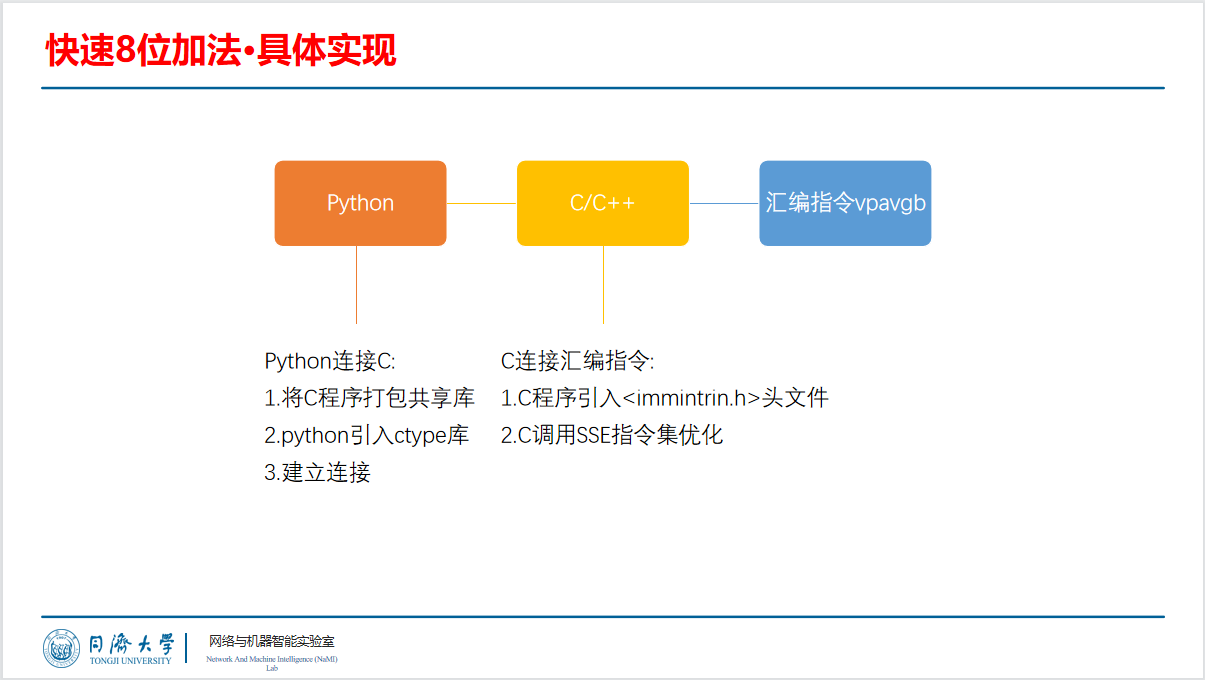 快速8位加法•具体实现
Python
C/C++
汇编指令vpavgb
Python连接C:
1.将C程序打包共享库
2.python引入ctype库
3.建立连接
C连接汇编指令:
1.C程序引入<immintrin.h>头文件
2.C调用SSE指令集优化
同濟大学
TONGJI UNIVERSITY
网络与机器智能实验室
Network And Machine Intelligence (NaMI)
Lab